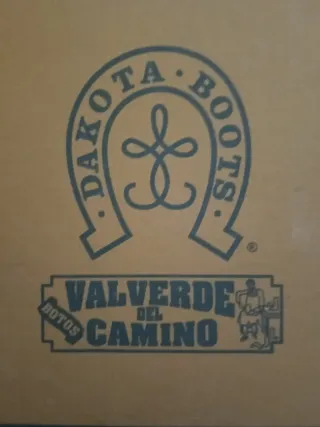 · DAKOTA · BOOTS ·
®
VALVERDE
DEL
CAMINO
BOTOS